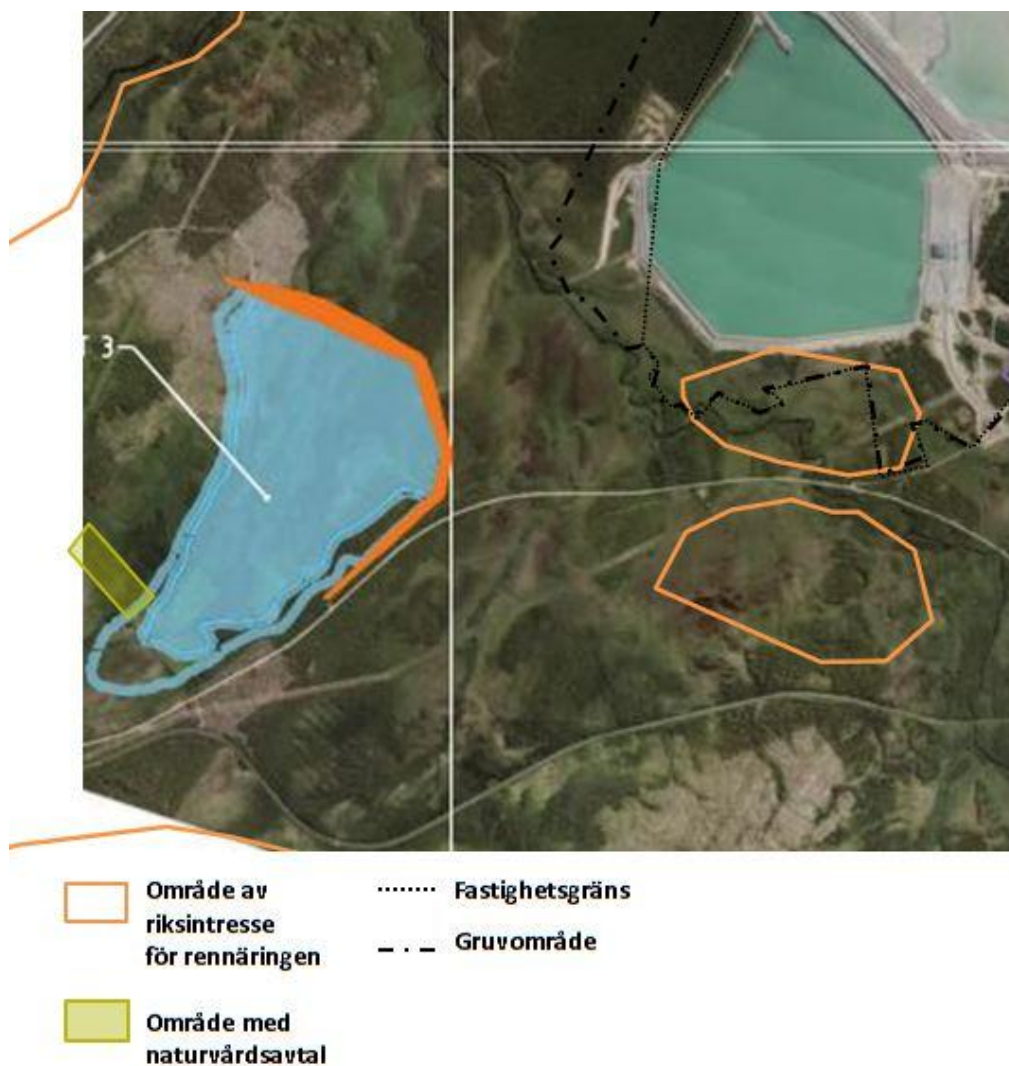 T 3
Område av
riksintresse
för rennäringen
Område med
naturvårdsavtal
Fastighetsgräns
Gruvområde